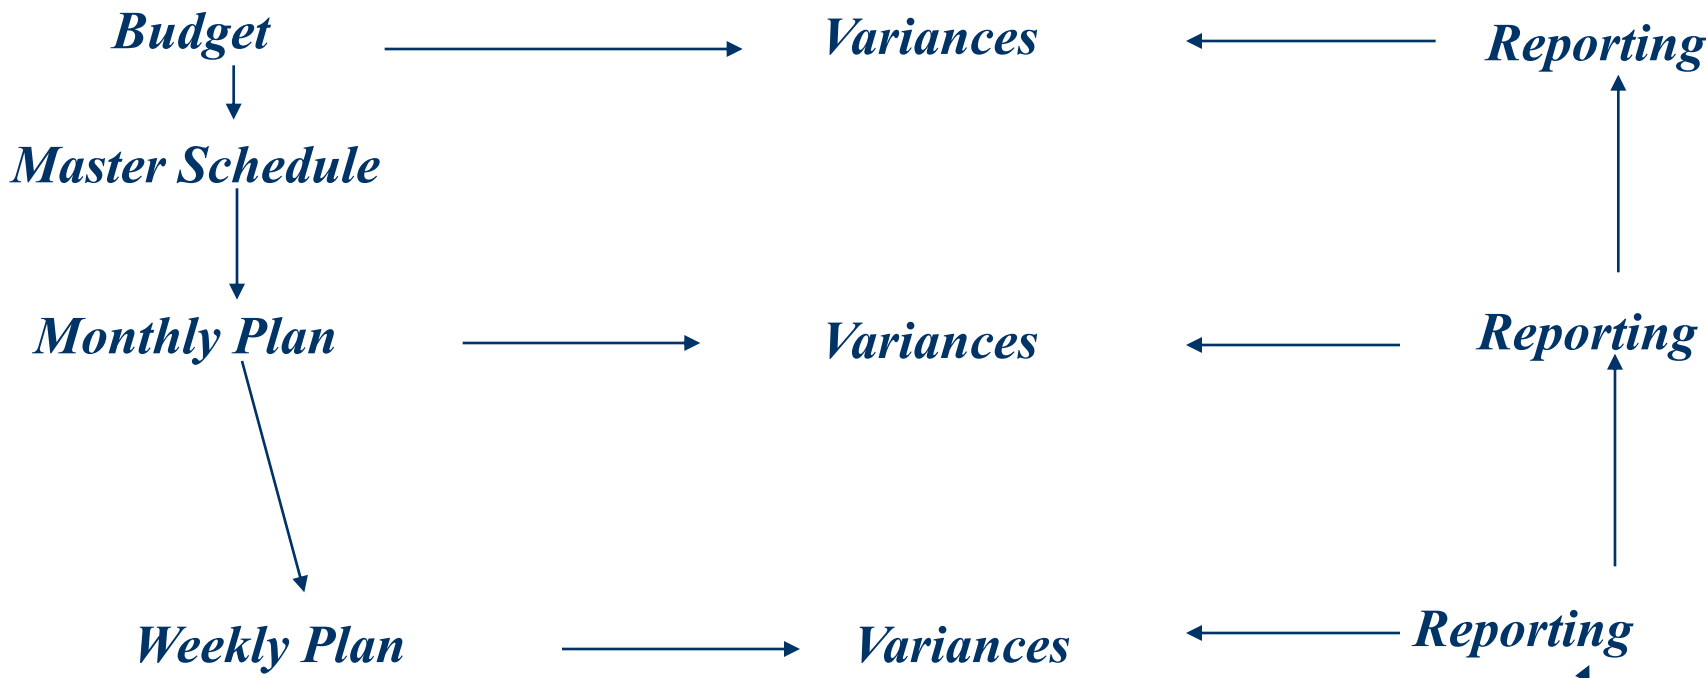 Budget Variances Reporting
Master Schedule
Monthly Plan Variances Reporting
Weekly Plan Variances Reporting